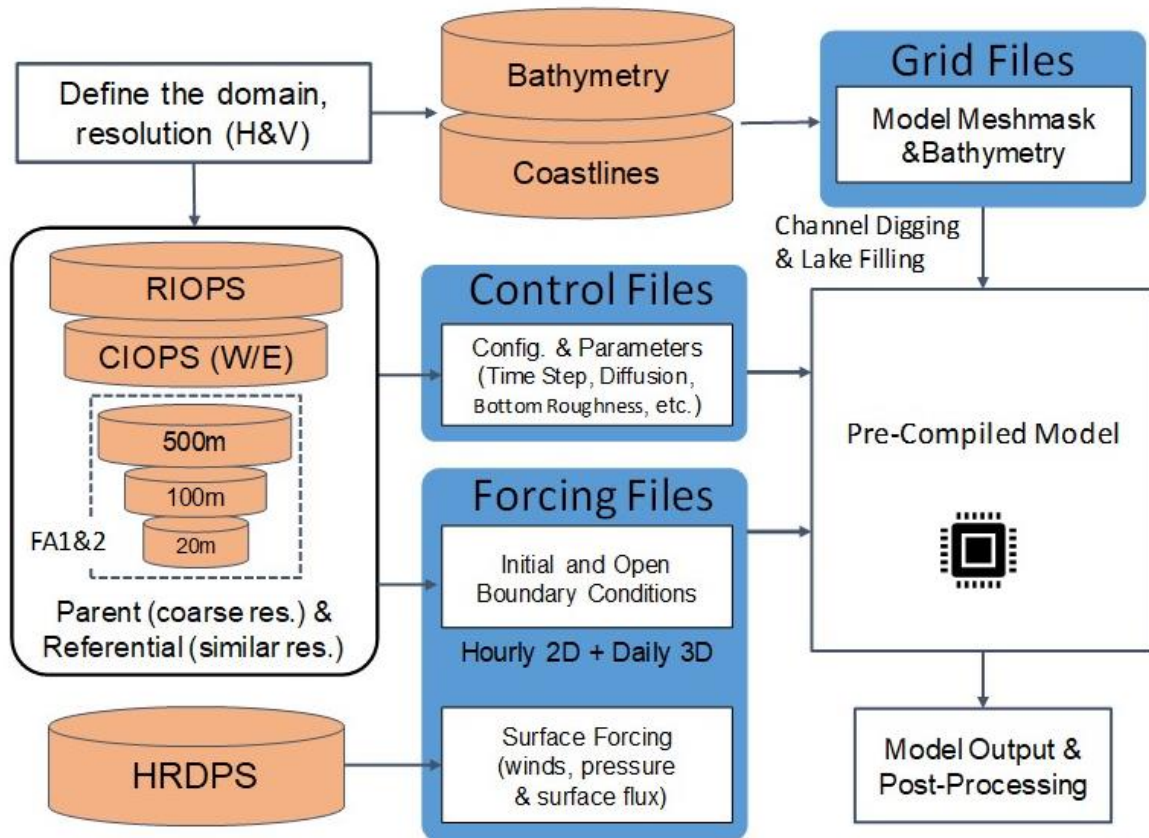 Define the domain,
resolution (H&V)
Bathymetry
Coastlines
Grid Files
Model Meshmask
&Bathymetry
Channel Digging
& Lake Filling
RIOPS
CIOPS (W/E)
500m
100m
20m
FA1&2
Parent (coarse res.) &
Referential (similar res.)
Control Files
Config. & Parameters
(Time Step, Diffusion,
Bottom Roughness, etc.)
Forcing Files
Initial and Open
Boundary Conditions
Hourly 2D + Daily 3D
Surface Forcing
(winds, pressure
& surface flux)
HRDPS
Pre-Compiled Model
Model Output &
Post-Processing